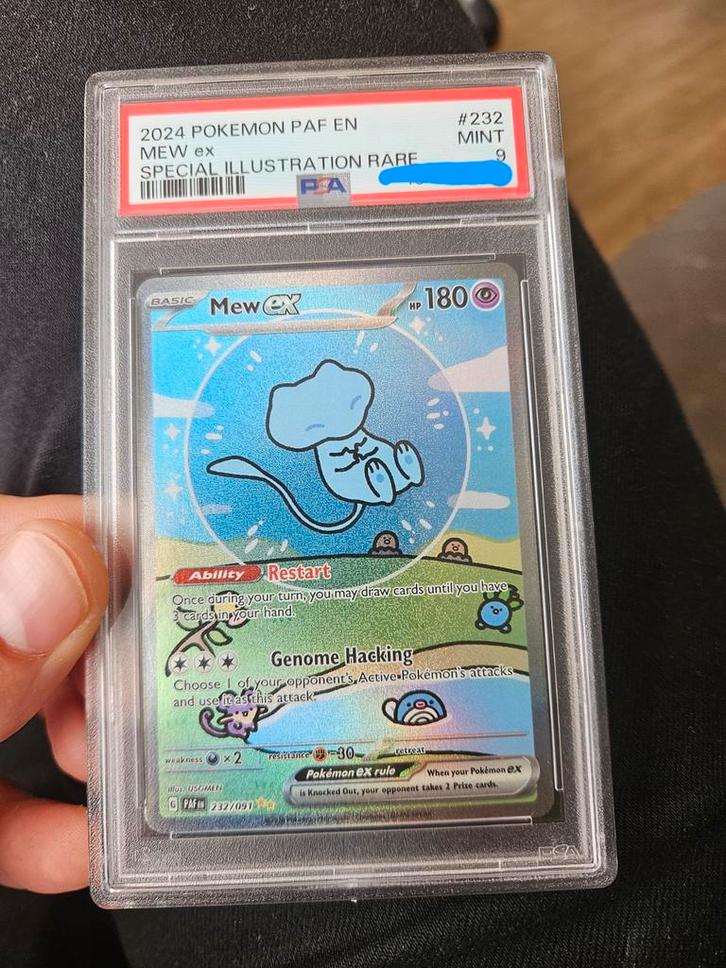 2024 POKEMON PAF EN #232
MEW ex MINT
SPECIAL ILLUSTRATION RARE 9
PSA
BASIC Mew ex HP 180
Ability Restart
Once during your turn, you may draw cards until you have
3 cards in your hand.
Genome Hacking
Choose 1 of your opponent's Active Pokémon's attacks
and use it as this attack.
weakness ×2 resistance -30 retreat
Pokémon ex rule When your Pokémon ex
is Knocked Out, your opponent takes 2 Prize cards.
Illus. USGMEN
G PAF EN 232/091
PSA